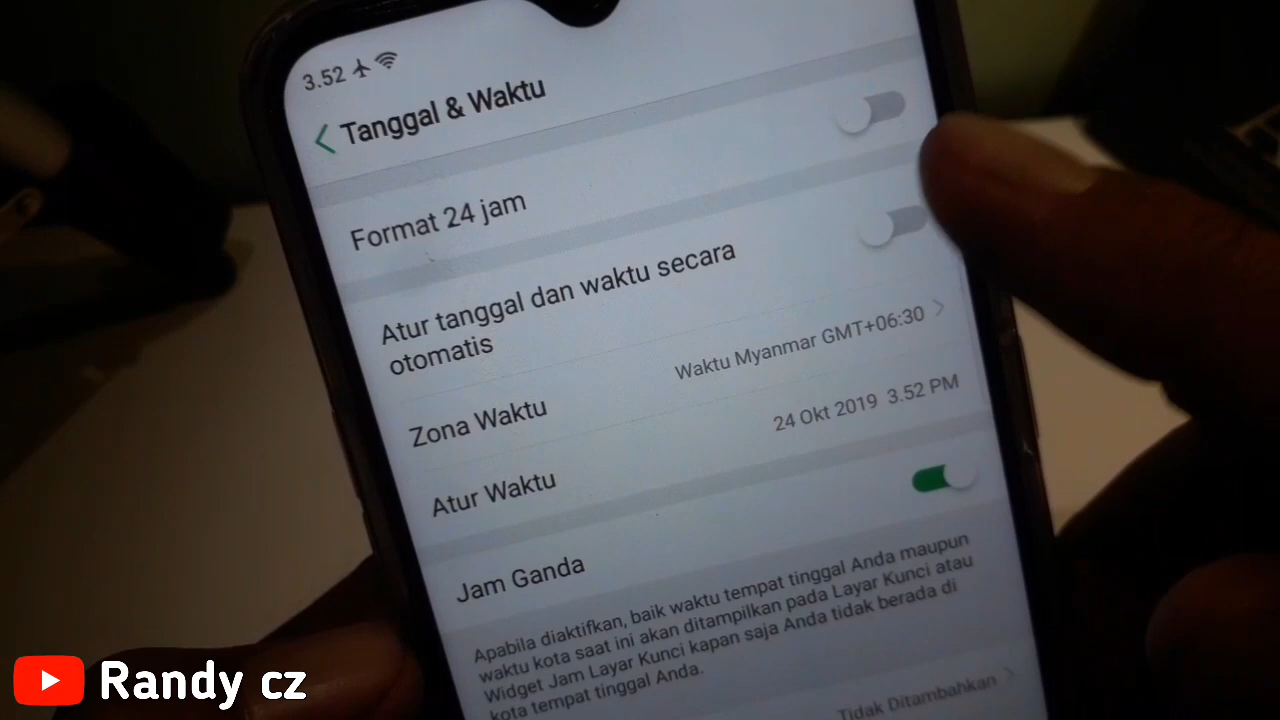 3.52
Tanggal & Waktu
Format 24 jam
Atur tanggal dan waktu secara
otomatis
Zona Waktu
Waktu Myanmar GMT+06:30
Atur Waktu
24 Okt 2019 3.52 PM
Jam Ganda
Apabila diaktifkan, baik waktu tempat tinggal Anda maupun
waktu kota saat ini akan ditampilkan pada Layar Kunci atau
Widget Jam Layar Kunci kapan saja Anda tidak berada di
kota tempat tinggal Anda.
Tidak Ditambahkan
Randy cz